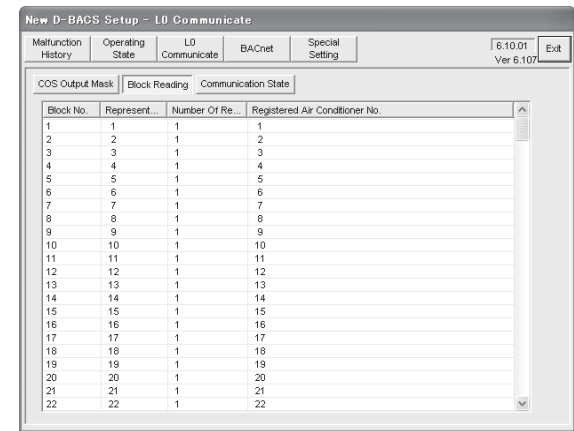 New D-BACS Setup - L0 Communicate
Malfunction History Operating State L0 Communicate BACnet Special Setting 6.10.01 Ver 6.107 Exit
COS Output Mask Block Reading Communication State
Block No. Represent... Number Of Re... Registered Air Conditioner No.
1 1 1 1
2 2 1 2
3 3 1 3
4 4 1 4
5 5 1 5
6 6 1 6
7 7 1 7
8 8 1 8
9 9 1 9
10 10 1 10
11 11 1 11
12 12 1 12
13 13 1 13
14 14 1 14
15 15 1 15
16 16 1 16
17 17 1 17
18 18 1 18
19 19 1 19
20 20 1 20
21 21 1 21
22 22 1 22